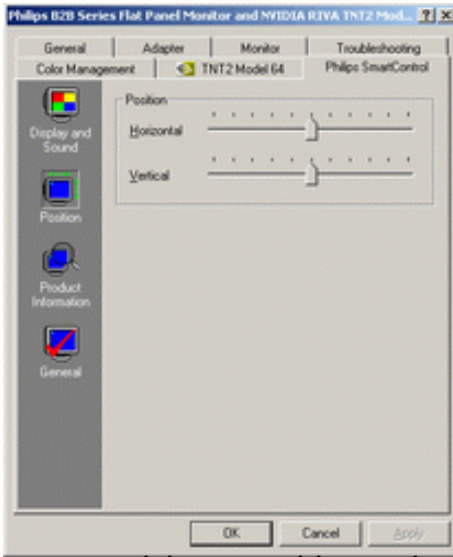 Philips B2B Series Flat Panel Monitor and NVIDIA RIVA TNT2 Mod...
General Adapter Monitor Troubleshooting
Color Management TNT2 Model 64 Philips SmartControl
Position
Horizontal
Vertical
Display and
Sound
Position
Product
Information
General
OK Cancel Apply